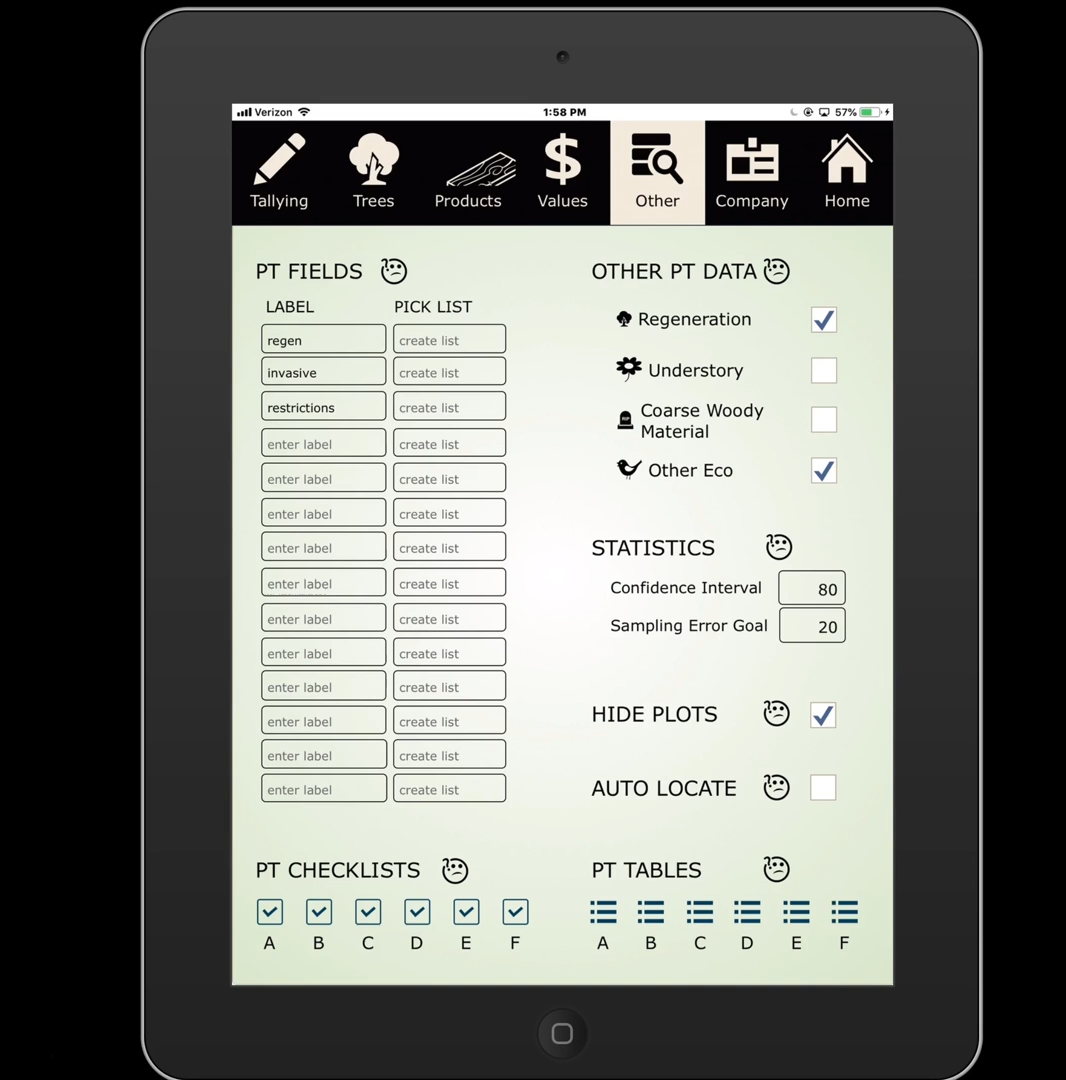 Verizon 1:58 PM 57%
Tallying Trees Products Values Other Company Home
PT FIELDS
LABEL PICK LIST
regen create list
invasive create list
restrictions create list
enter label create list
enter label create list
enter label create list
enter label create list
enter label create list
enter label create list
enter label create list
enter label create list
enter label create list
enter label create list
enter label create list
OTHER PT DATA
Regeneration
Understory
RIP
Coarse Woody
Material
Other Eco
STATISTICS
Confidence Interval 80
Sampling Error Goal 20
HIDE PLOTS
AUTO LOCATE
PT CHECKLISTS
A B C D E F
PT TABLES
A B C D E F